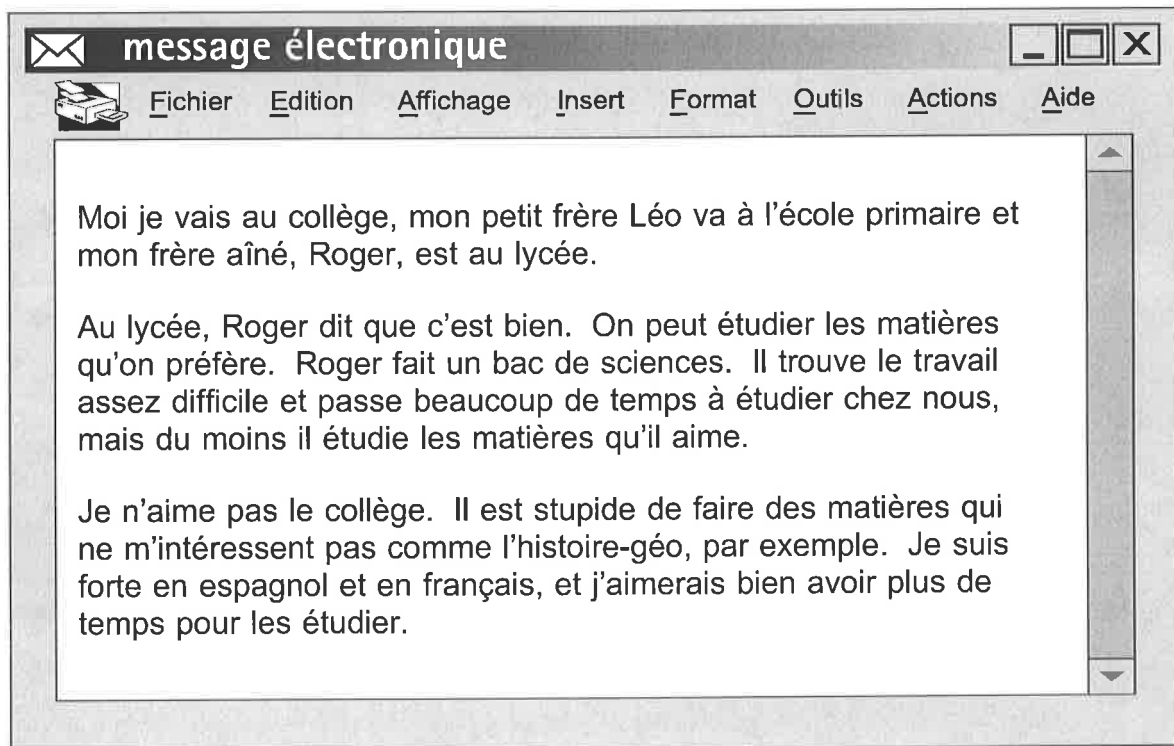 message électronique
Fichier Edition Affichage Insert Format Outils Actions Aide
Moi je vais au collège, mon petit frère Léo va à l'école primaire et
mon frère aîné, Roger, est au lycée.
Au lycée, Roger dit que c'est bien. On peut étudier les matières
qu'on préfère. Roger fait un bac de sciences. Il trouve le travail
assez difficile et passe beaucoup de temps à étudier chez nous,
mais du moins il étudie les matières qu'il aime.
Je n'aime pas le collège. Il est stupide de faire des matières qui
ne m'intéressent pas comme l'histoire-géo, par exemple. Je suis
forte en espagnol et en français, et j'aimerais bien avoir plus de
temps pour les étudier.